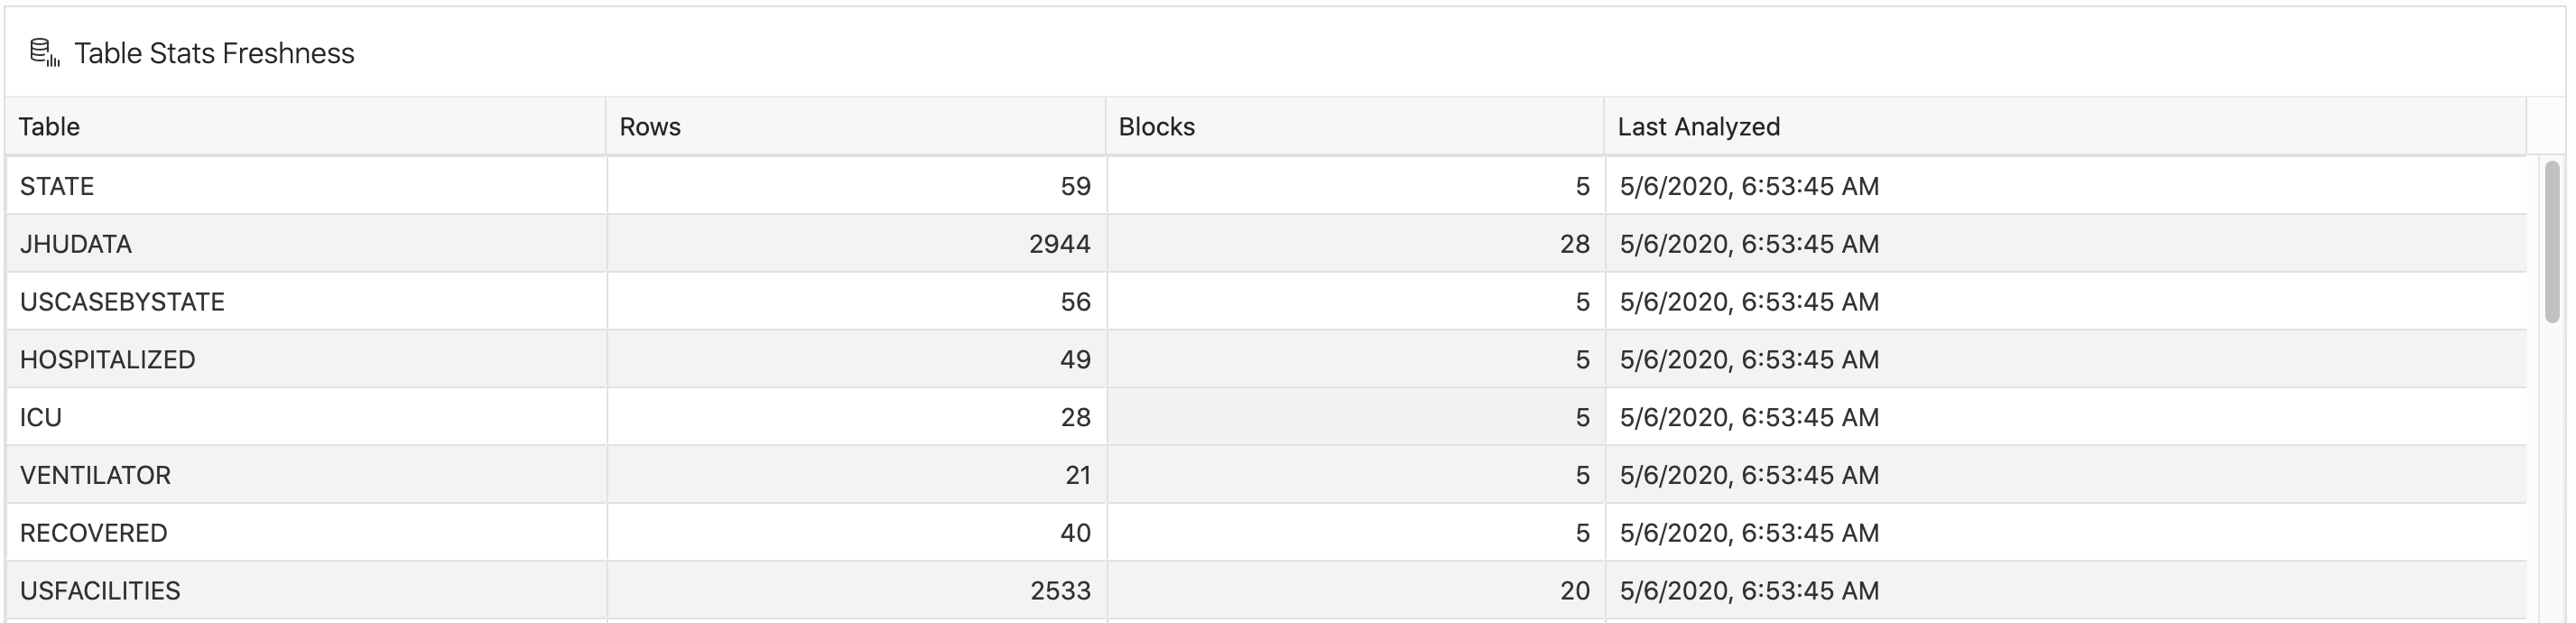 Table Stats Freshness
Table Rows Blocks Last Analyzed
STATE 59 5 5/6/2020, 6:53:45 AM
JHUDATA 2944 28 5/6/2020, 6:53:45 AM
USCASEBYSTATE 56 5 5/6/2020, 6:53:45 AM
HOSPITALIZED 49 5 5/6/2020, 6:53:45 AM
ICU 28 5 5/6/2020, 6:53:45 AM
VENTILATOR 21 5 5/6/2020, 6:53:45 AM
RECOVERED 40 5 5/6/2020, 6:53:45 AM
USFACILITIES 2533 20 5/6/2020, 6:53:45 AM